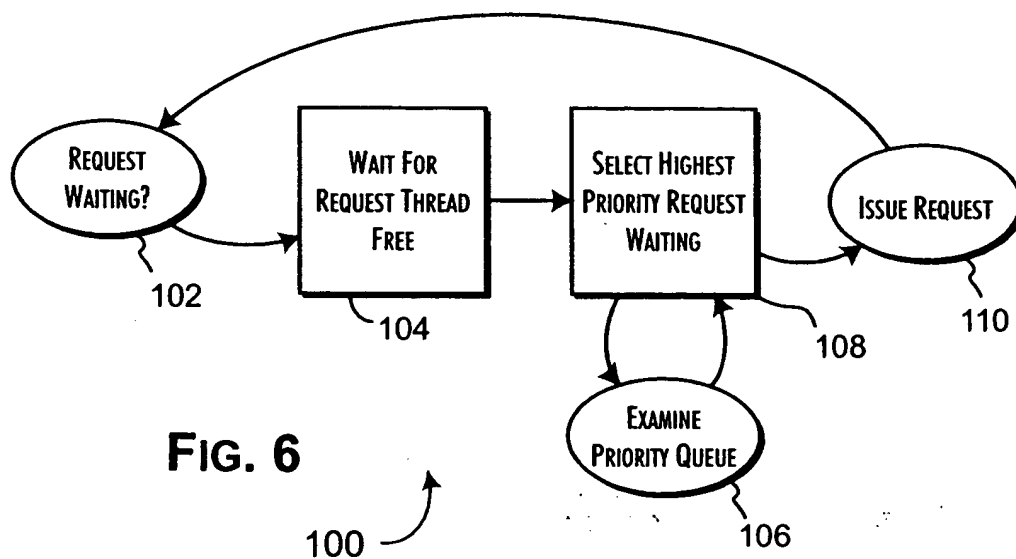 REQUEST
WAITING?
102
WAIT FOR
REQUEST THREAD
FREE
104
SELECT HIGHEST
PRIORITY REQUEST
WAITING
108
ISSUE REQUEST
110
EXAMINE
PRIORITY QUEUE
106
FIG. 6
100